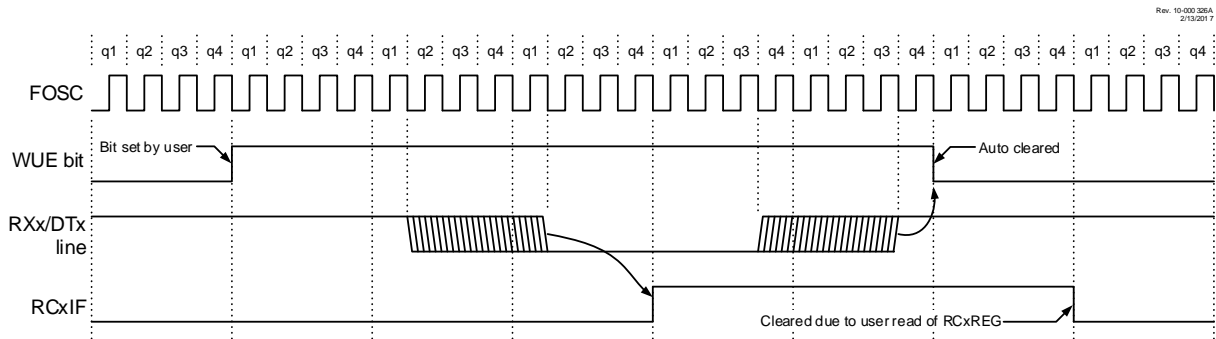 Rev. 10-000 326A
2/13/2017
q1 q2 q3 q4 q1 q2 q3 q4 q1 q2 q3 q4 q1 q2 q3 q4 q1 q2 q3 q4 q1 q2 q3 q4 q1 q2 q3 q4 q1 q2 q3 q4
FOSC
WUE bit
Bit set by user
Auto cleared
RXx/DTx
line
RCxIF
Cleared due to user read of RCxREG